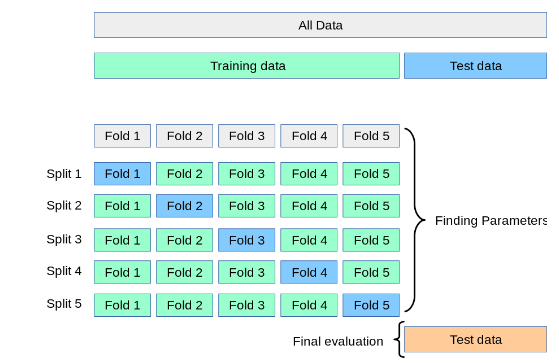 All Data
Training data Test data
Fold 1 Fold 2 Fold 3 Fold 4 Fold 5
Split 1 Fold 1 Fold 2 Fold 3 Fold 4 Fold 5
Split 2 Fold 1 Fold 2 Fold 3 Fold 4 Fold 5
Finding Parameters
Split 3 Fold 1 Fold 2 Fold 3 Fold 4 Fold 5
Split 4 Fold 1 Fold 2 Fold 3 Fold 4 Fold 5
Split 5 Fold 1 Fold 2 Fold 3 Fold 4 Fold 5
Final evaluation Test data